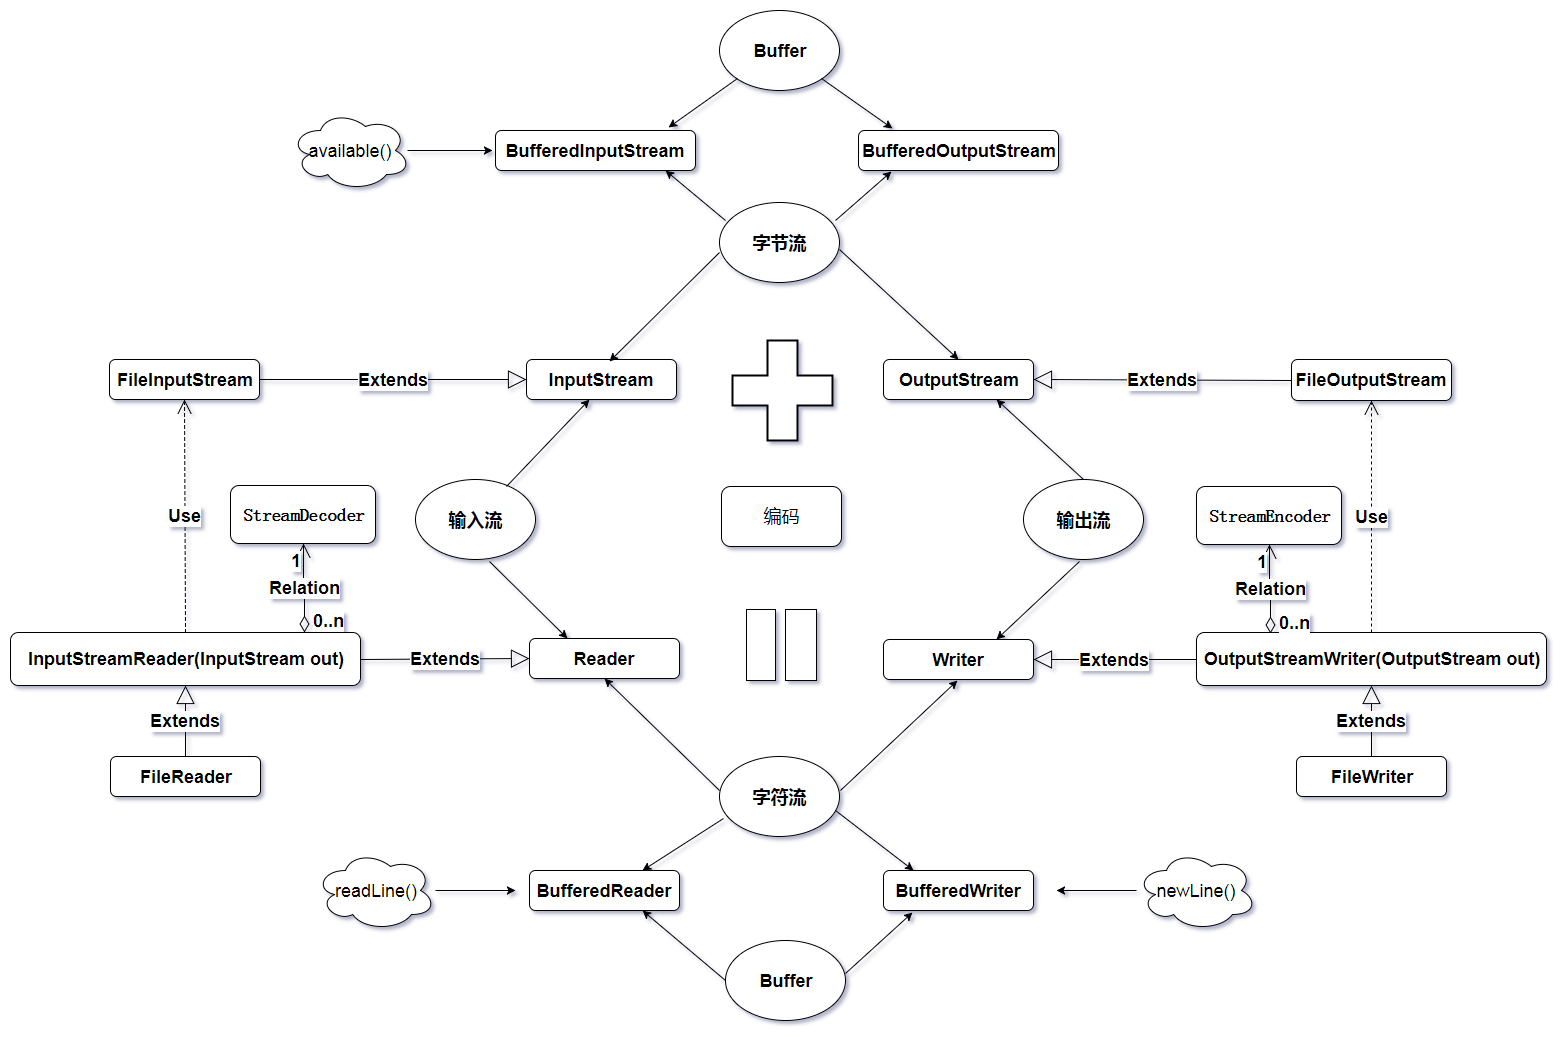 Buffer
available()
BufferedInputStream
BufferedOutputStream
字节流
FileInputStream
Extends
InputStream
OutputStream
Extends
FileOutputStream
Use
StreamDecoder
输入流
编码
输出流
StreamEncoder
Use
1
Relation
0..n
1
Relation
0..n
InputStreamReader(InputStream out)
Extends
Reader
Writer
Extends
OutputStreamWriter(OutputStream out)
Extends
Extends
FileReader
字符流
FileWriter
readLine()
BufferedReader
BufferedWriter
newLine()
Buffer